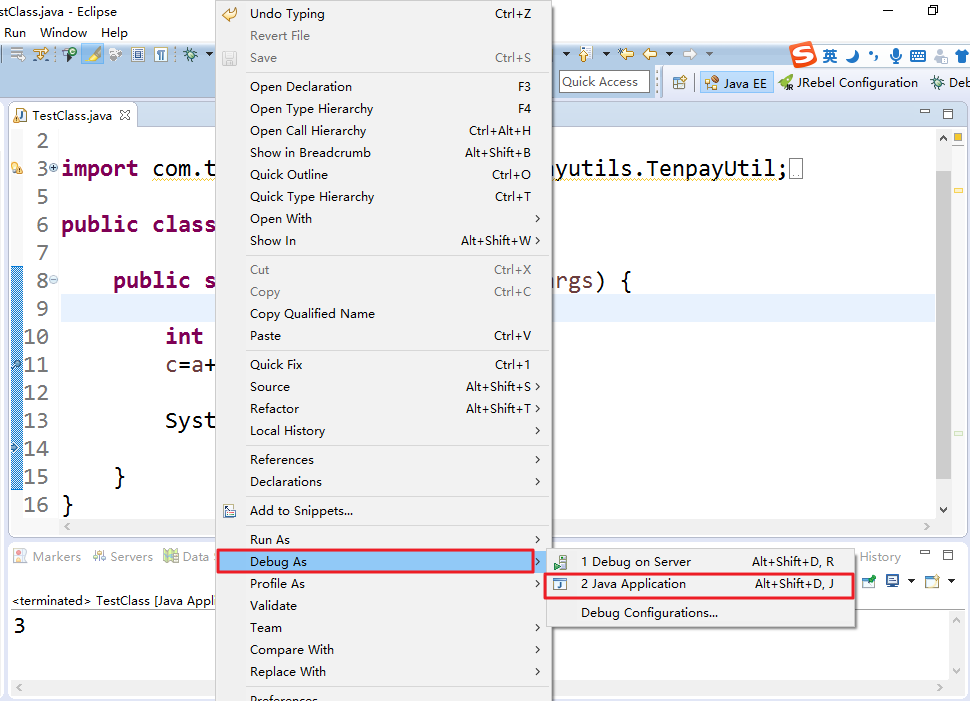 stClass.java - Eclipse
Run Window Help
Quick Access
Java EE
JRebel Configuration
Deb
英
TestClass.java
2
3 import com.t
ayutils.TenpayUtil;
5
6 public class
7
8 public s
args) {
9
10 int
11 c=a+
12
13 Syst
14
15 }
16 }
Undo Typing Ctrl+Z
Revert File
Save Ctrl+S
Open Declaration F3
Open Type Hierarchy F4
Open Call Hierarchy Ctrl+Alt+H
Show in Breadcrumb Alt+Shift+B
Quick Outline Ctrl+O
Quick Type Hierarchy Ctrl+T
Open With
Show In Alt+Shift+W
Cut Ctrl+X
Copy Ctrl+C
Copy Qualified Name
Paste Ctrl+V
Quick Fix Ctrl+1
Source Alt+Shift+S
Refactor Alt+Shift+T
Local History
References
Declarations
Add to Snippets...
Run As
Debug As
Profile As
Validate
Team
Compare With
Replace With
Preferences
1 Debug on Server Alt+Shift+D, R
2 Java Application Alt+Shift+D, J
Debug Configurations...
Markers Servers Data
History
<terminated> TestClass [Java Appl
3